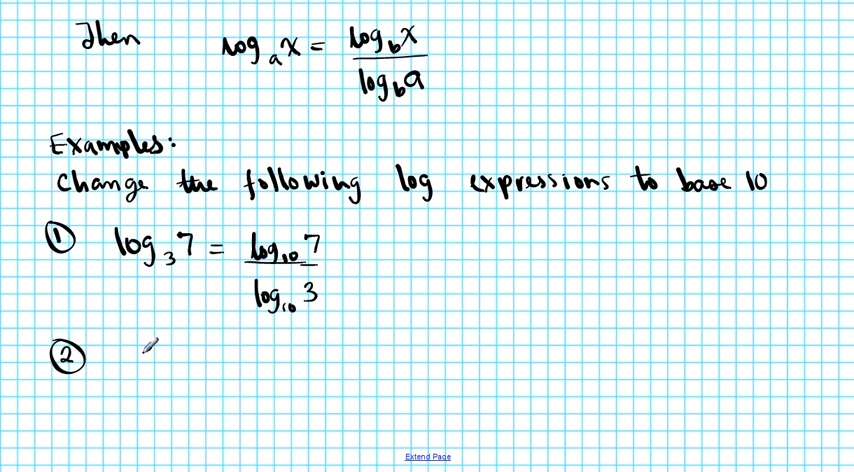 Then log_a x = log_b x / log_b a
Examples:
Change the following log expressions to base 10
① log_3 7 = log_10 7 / log_10 3
②
Extend Page